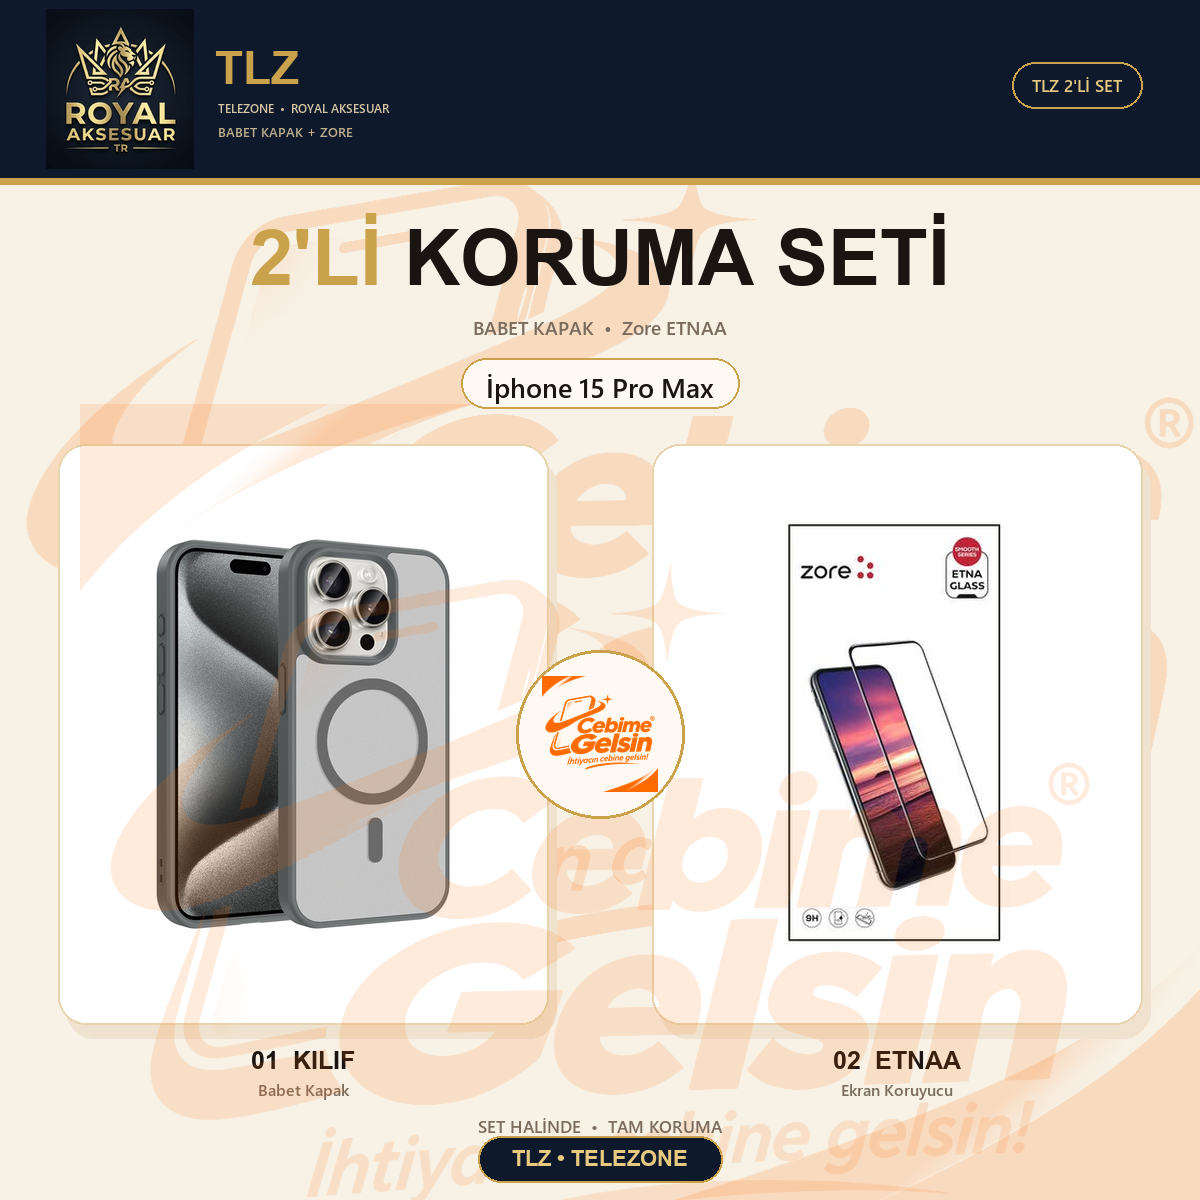 ROYAL
AKSESUAR
TR
TLZ
TELEZONE • ROYAL AKSESUAR
BABET KAPAK + ZORE
TLZ 2'Lİ SET
2'Lİ KORUMA SETİ
BABET KAPAK • Zore ETNAA
İphone 15 Pro Max
zore
SMOOTH
SERIES
ETNA
GLASS
9H
Cebime®
Gelsin
İhtiyacın cebine gelsin!
Cebime®
Gelsin
01 KILIF
Babet Kapak
02 ETNAA
Ekran Koruyucu
SET HALİNDE • TAM KORUMA
TLZ • TELEZONE